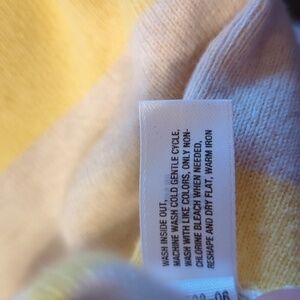 WASH INSIDE OUT,
MACHINE WASH COLD GENTLE CYCLE,
WASH WITH LIKE COLORS, ONLY NON-
CHLORINE BLEACH WHEN NEEDED,
RESHAPE AND DRY FLAT, WARM IRON